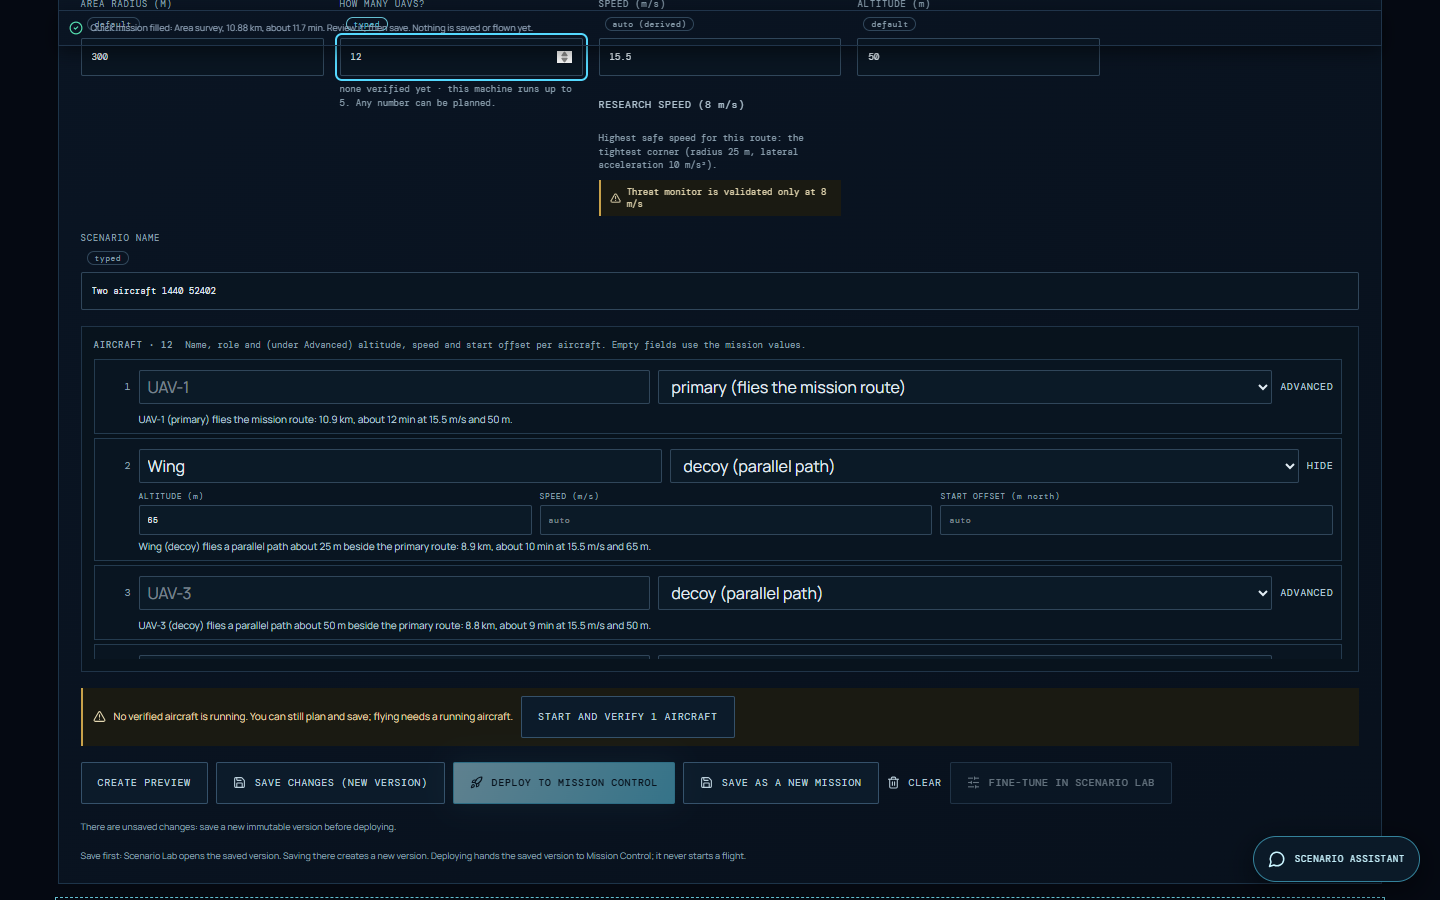 AREA RADIUS (M)
HOW MANY UAVS?
SPEED (m/s)
ALTITUDE (m)
default
typed
auto (derived)
default
Quick mission filled: Area survey, 10.88 km, about 11.7 min. Review it, then save. Nothing is saved or flown yet.
300
12
15.5
50
none verified yet · this machine runs up to
5. Any number can be planned.
RESEARCH SPEED (8 m/s)
Highest safe speed for this route: the
tightest corner (radius 25 m, lateral
acceleration 10 m/s²).
Threat monitor is validated only at 8
m/s
SCENARIO NAME
typed
Two aircraft 1440 52402
AIRCRAFT · 12 Name, role and (under Advanced) altitude, speed and start offset per aircraft. Empty fields use the mission values.
1
UAV-1
primary (flies the mission route)
ADVANCED
UAV-1 (primary) flies the mission route: 10.9 km, about 12 min at 15.5 m/s and 50 m.
2
Wing
decoy (parallel path)
HIDE
ALTITUDE (m)
SPEED (m/s)
START OFFSET (m north)
65
auto
auto
Wing (decoy) flies a parallel path about 25 m beside the primary route: 8.9 km, about 10 min at 15.5 m/s and 65 m.
3
UAV-3
decoy (parallel path)
ADVANCED
UAV-3 (decoy) flies a parallel path about 50 m beside the primary route: 8.8 km, about 9 min at 15.5 m/s and 50 m.
No verified aircraft is running. You can still plan and save; flying needs a running aircraft.
START AND VERIFY 1 AIRCRAFT
CREATE PREVIEW
SAVE CHANGES (NEW VERSION)
DEPLOY TO MISSION CONTROL
SAVE AS A NEW MISSION
CLEAR
FINE-TUNE IN SCENARIO LAB
There are unsaved changes: save a new immutable version before deploying.
Save first: Scenario Lab opens the saved version. Saving there creates a new version. Deploying hands the saved version to Mission Control; it never starts a flight.
SCENARIO ASSISTANT